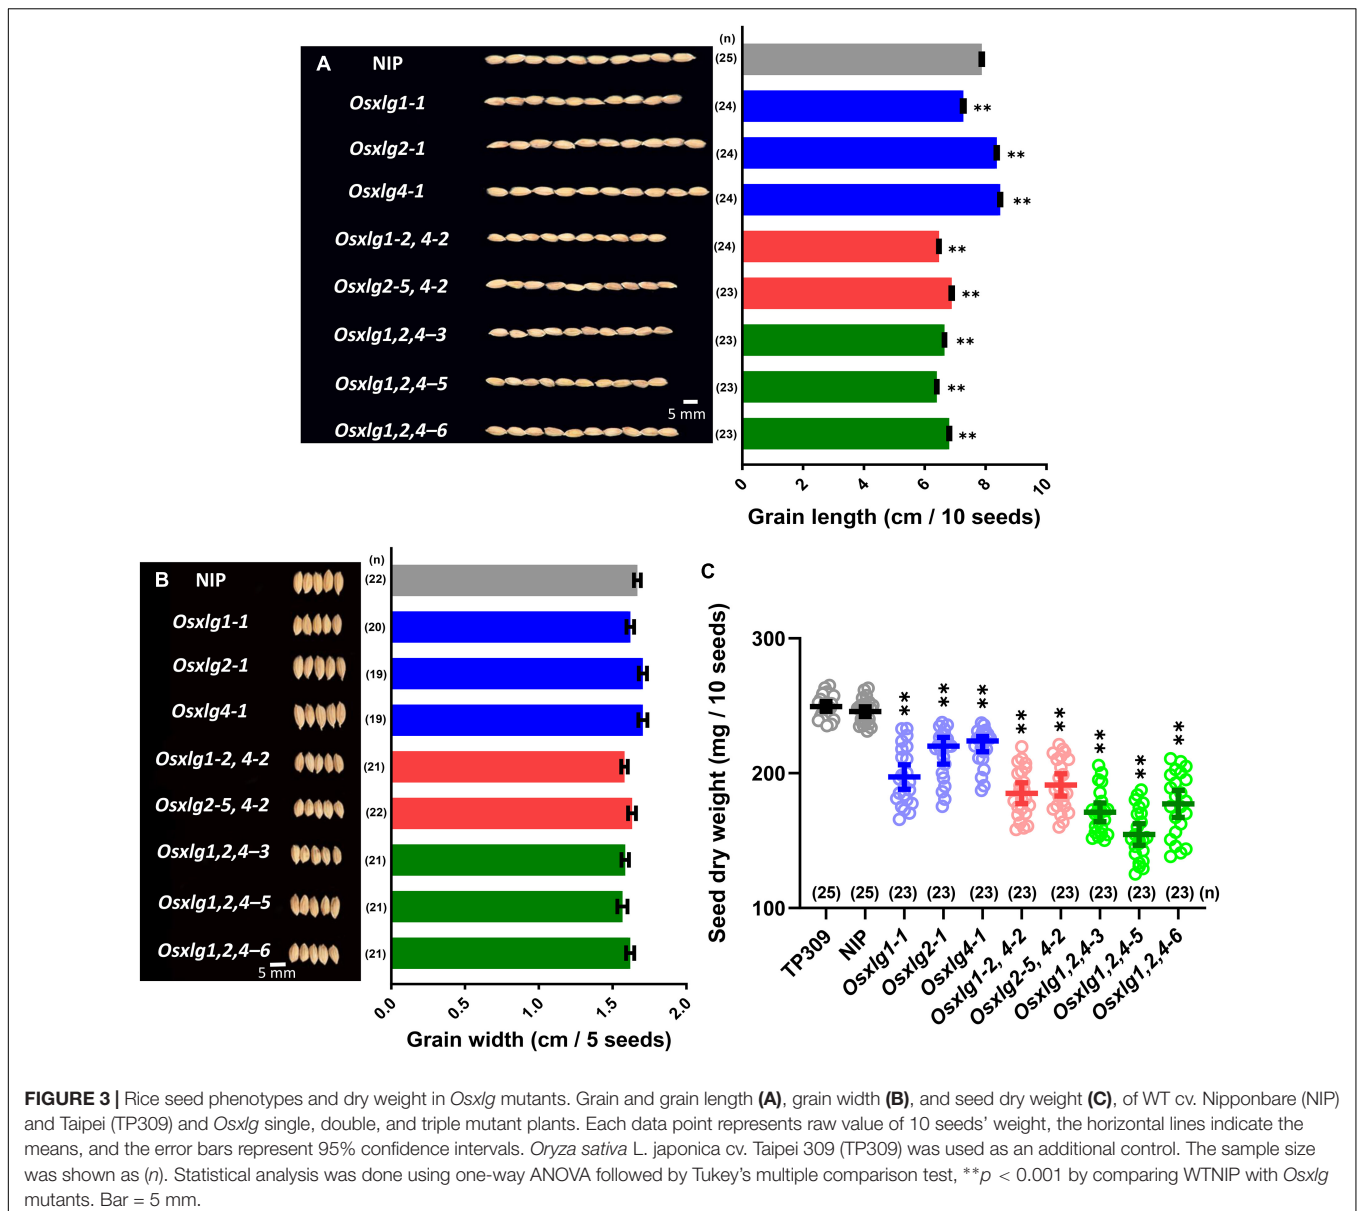 A
NIP
Osxlg1-1
Osxlg2-1
Osxlg4-1
Osxlg1-2, 4-2
Osxlg2-5, 4-2
Osxlg1,2,4–3
Osxlg1,2,4–5
Osxlg1,2,4–6
5 mm
(n)
(25)
(24) **
(24) **
(24) **
(24) **
(23) **
(23) **
(23) **
(23) **
0 2 4 6 8 10
Grain length (cm / 10 seeds)
B
NIP
Osxlg1-1
Osxlg2-1
Osxlg4-1
Osxlg1-2, 4-2
Osxlg2-5, 4-2
Osxlg1,2,4–3
Osxlg1,2,4–5
Osxlg1,2,4–6
5 mm
(n)
(22)
(20)
(19)
(19)
(21)
(22)
(21)
(21)
(21)
0.0 0.5 1.0 1.5 2.0
Grain width (cm / 5 seeds)
C
Seed dry weight (mg / 10 seeds)
300
200
100
** ** ** ** ** ** ** **
(25) (25) (23) (23) (23) (23) (23) (23) (23) (23) (n)
TP309
NIP
Osxlg1-1
Osxlg2-1
Osxlg4-1
Osxlg1-2, 4-2
Osxlg2-5, 4-2
Osxlg1,2,4-3
Osxlg1,2,4-5
Osxlg1,2,4-6
FIGURE 3 | Rice seed phenotypes and dry weight in Osxlg mutants. Grain and grain length (A), grain width (B), and seed dry weight (C), of WT cv. Nipponbare (NIP)
and Taipei (TP309) and Osxlg single, double, and triple mutant plants. Each data point represents raw value of 10 seeds' weight, the horizontal lines indicate the
means, and the error bars represent 95% confidence intervals. Oryza sativa L. japonica cv. Taipei 309 (TP309) was used as an additional control. The sample size
was shown as (n). Statistical analysis was done using one-way ANOVA followed by Tukey's multiple comparison test, **p < 0.001 by comparing WTNIP with Osxlg
mutants. Bar = 5 mm.